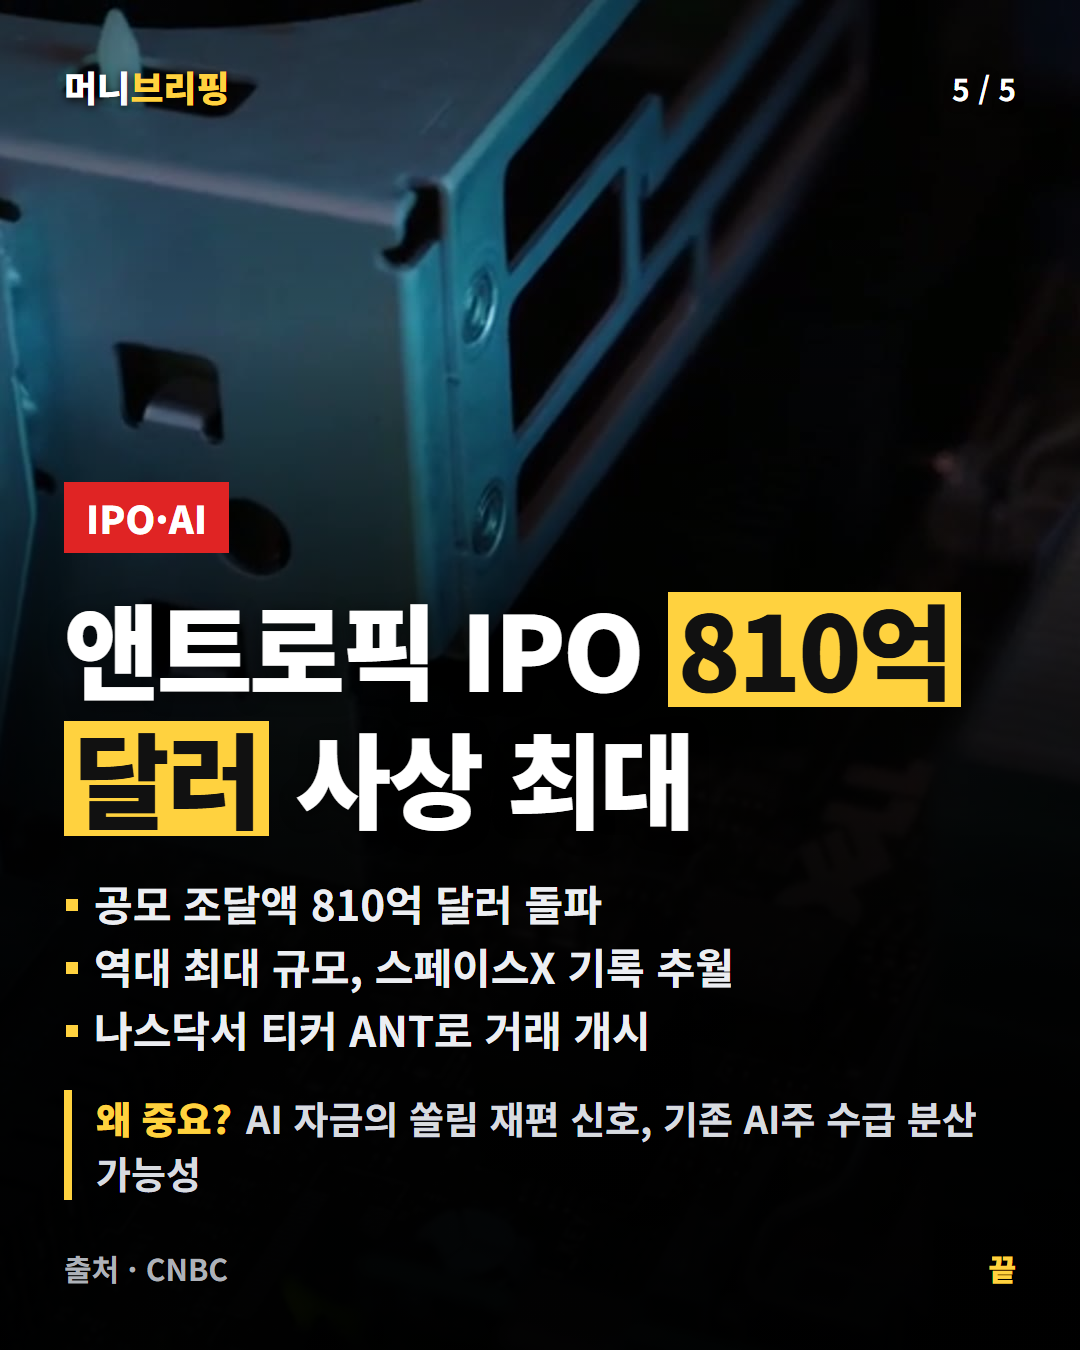 머니브리핑
5 / 5
IPO·AI
앤트로픽 IPO 810억
달러 사상 최대
공모 조달액 810억 달러 돌파
역대 최대 규모, 스페이스X 기록 추월
나스닥서 티커 ANT로 거래 개시
왜 중요? AI 자금의 쏠림 재편 신호, 기존 AI주 수급 분산
가능성
출처 · CNBC
끝